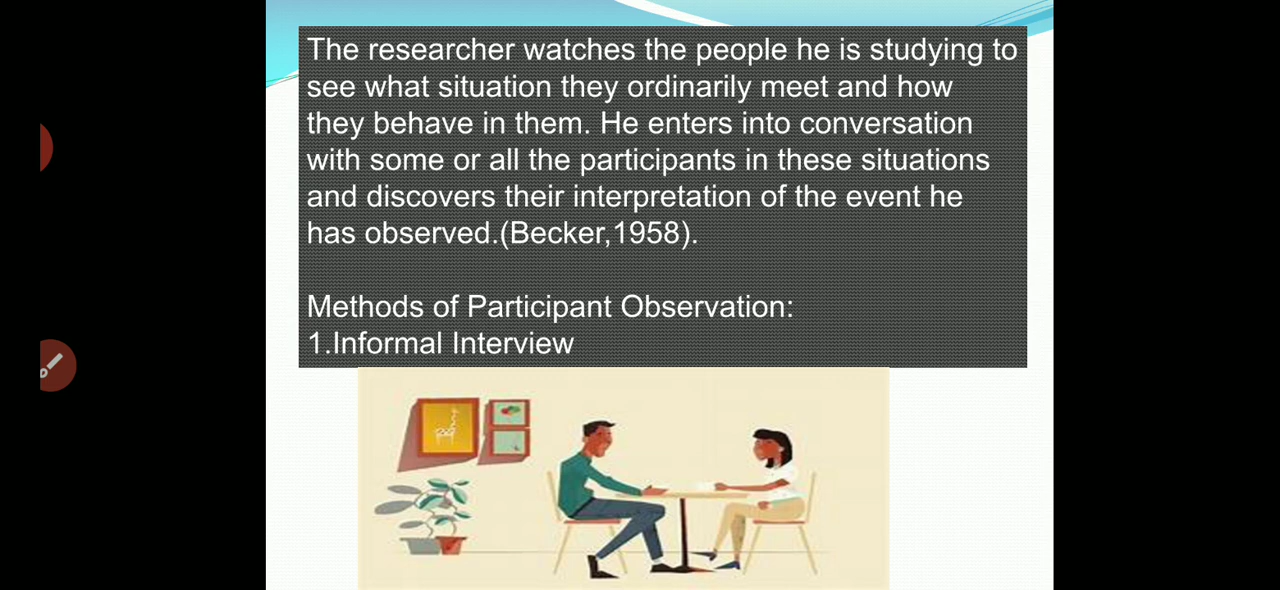 The researcher watches the people he is studying to
see what situation they ordinarily meet and how
they behave in them. He enters into conversation
with some or all the participants in these situations
and discovers their interpretation of the event he
has observed.(Becker,1958).
Methods of Participant Observation:
1.Informal Interview